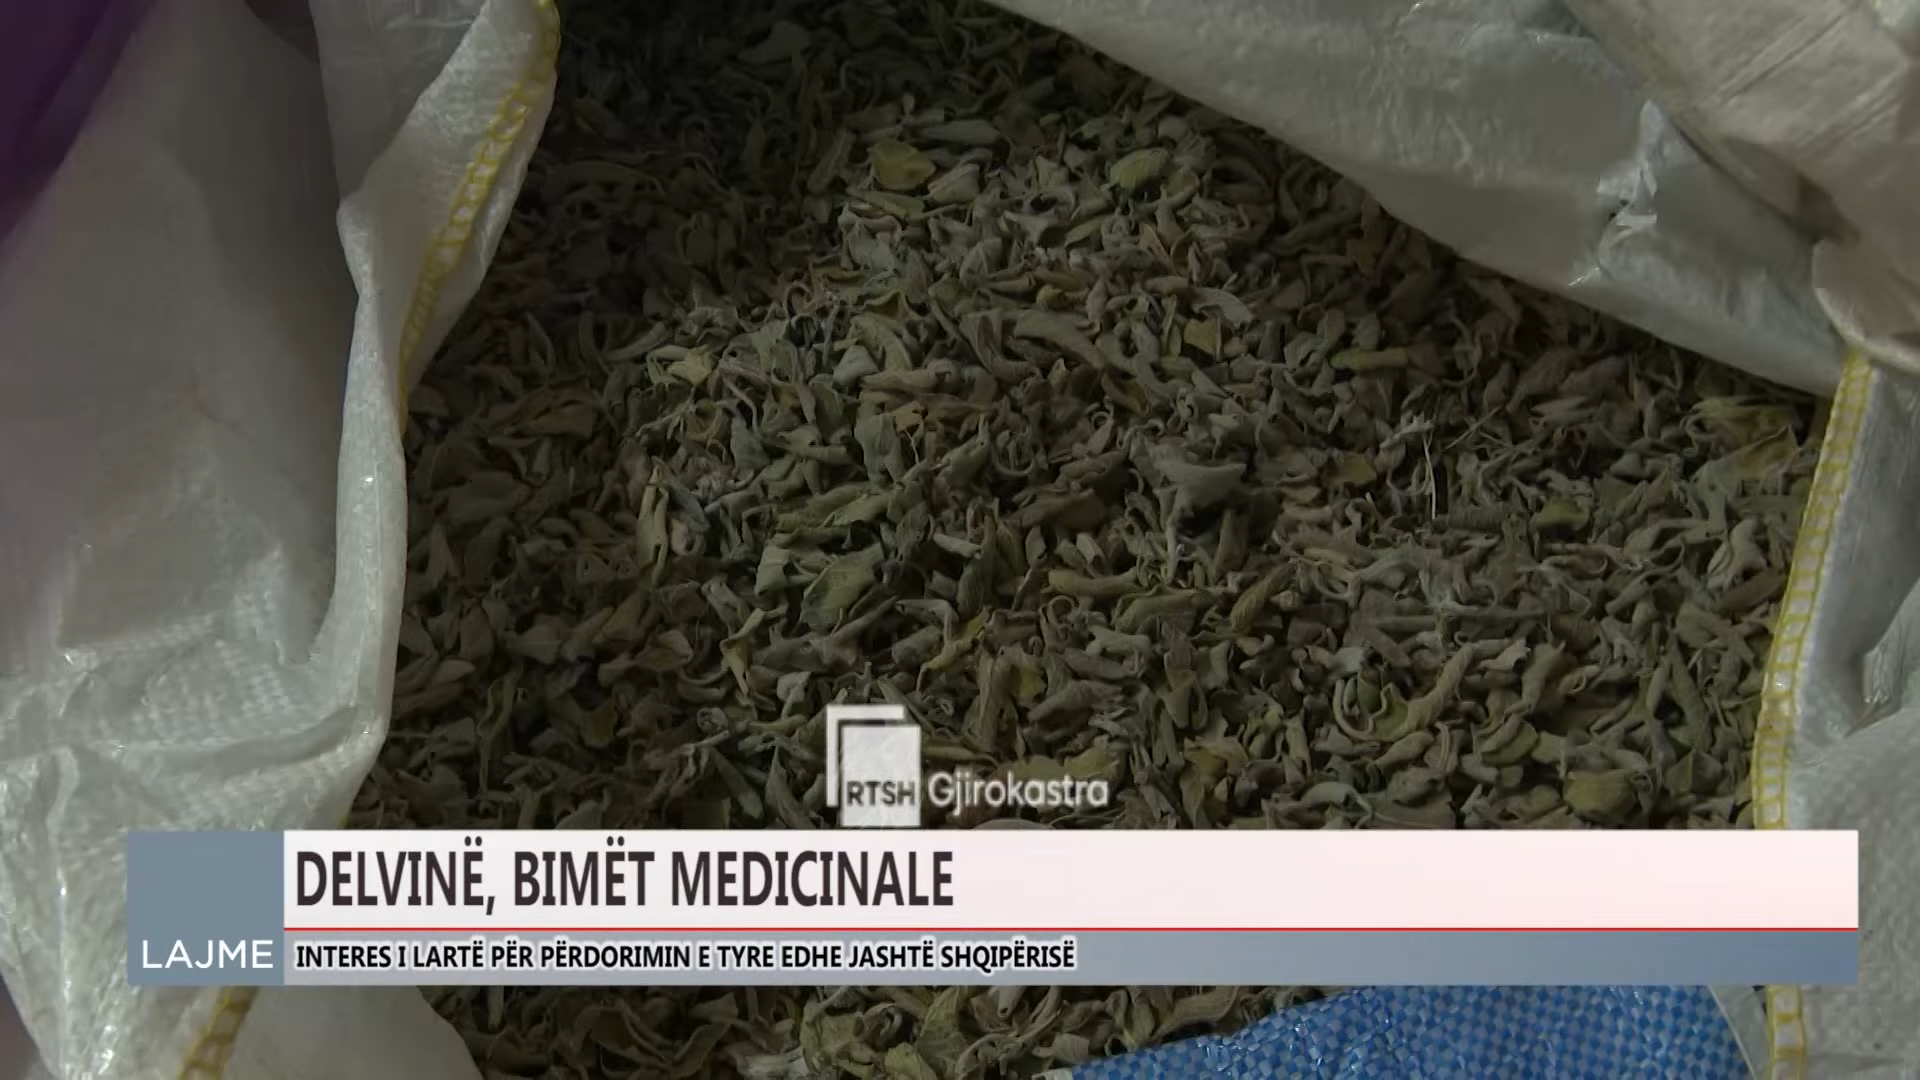 RTSH Gjirokastra
DELVINË, BIMËT MEDICINALE
LAJME
INTERES I LARTË PËR PËRDORIMIN E TYRE EDHE JASHTË SHQIPËRISË